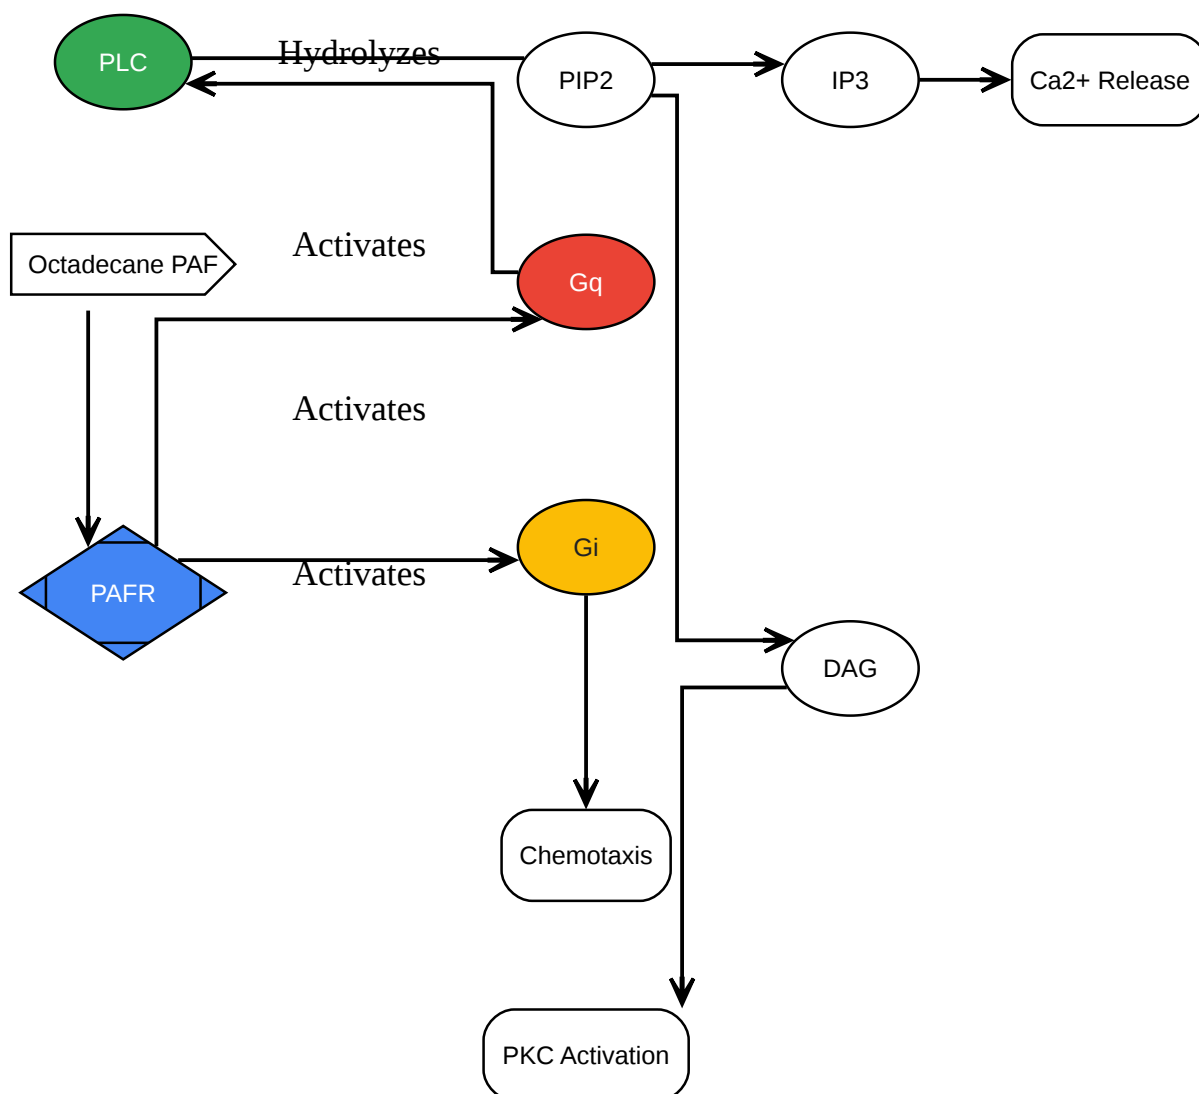 PLC
Hydrolyzes
PIP2
IP3
Ca2+ Release
Octadecane PAF
Activates
Gq
Activates
PAFR
Activates
Gi
DAG
Chemotaxis
PKC Activation